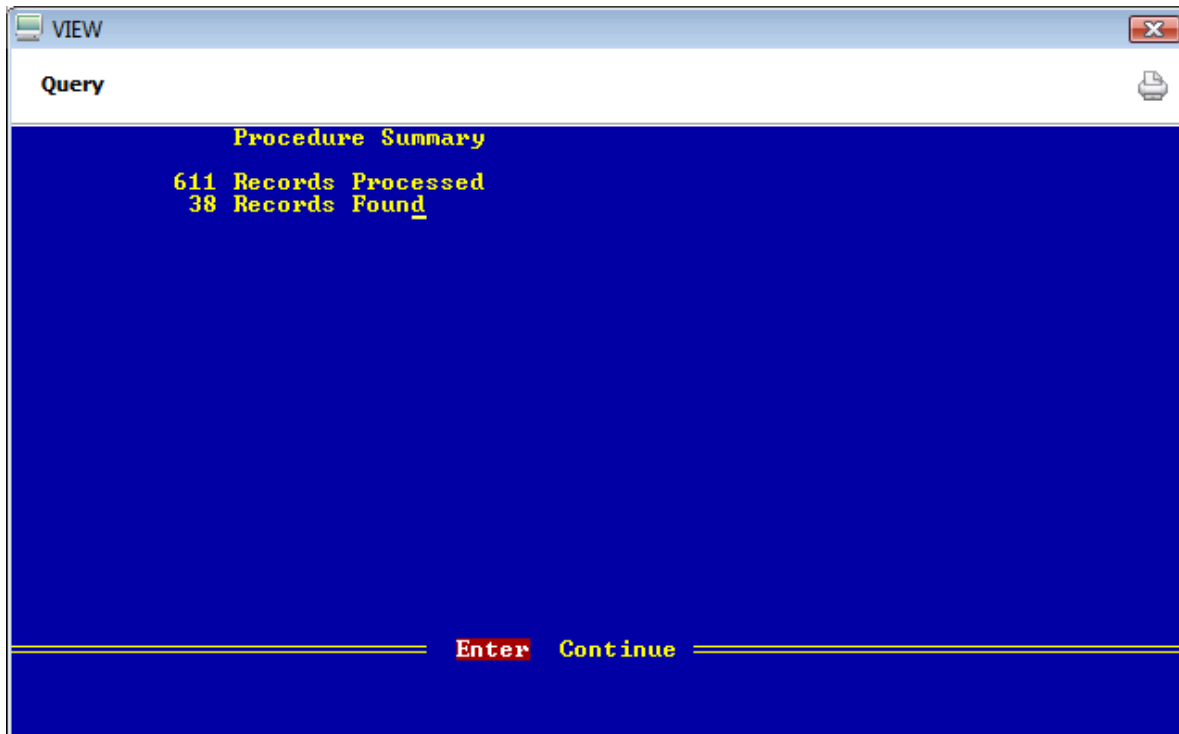 VIEW
Query
Procedure Summary
611 Records Processed
38 Records Found
Enter Continue